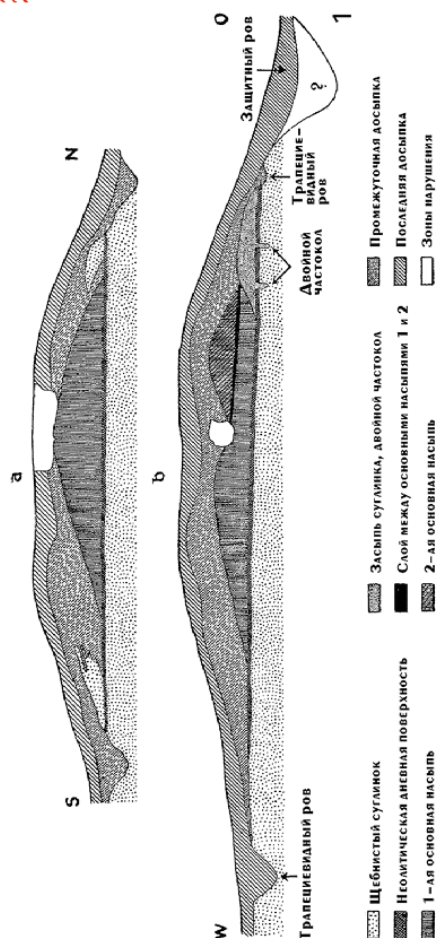 a
S
N
b
W
O
Защитный ров
?
Трапецие-
видный
ров
Двойной
частокол
Трапециевидный ров
1
Щебнистый суглинок
Неолитическая дневная поверхность
1-ая основная насыпь
Засыпь суглинка, двойной частокол
Слой между основными насыпями 1 и 2
2-ая основная насыпь
Промежуточная досыпка
Последняя досыпка
Зоны нарушения